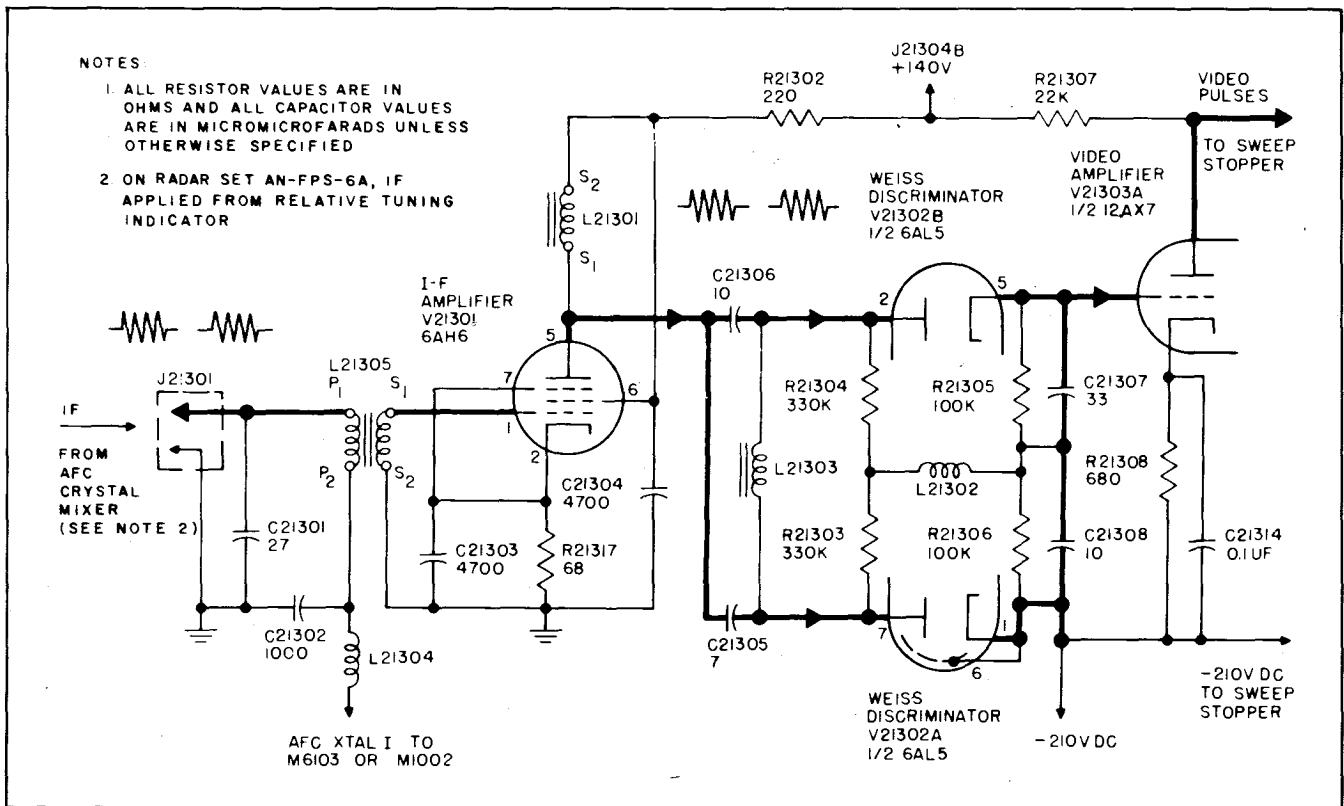 NOTES:
1. ALL RESISTOR VALUES ARE IN
OHMS AND ALL CAPACITOR VALUES
ARE IN MICROMICROFARADS UNLESS
OTHERWISE SPECIFIED
2. ON RADAR SET AN-FPS-6A, IF
APPLIED FROM RELATIVE TUNING
INDICATOR
J21304B
+140V
R21302
220
R21307
22K
VIDEO
PULSES
TO SWEEP
STOPPER
VIDEO
AMPLIFIER
V21303A
1/2 12AX7
WEISS
DISCRIMINATOR
V21302B
1/2 6AL5
S2
L21301
S1
I-F
AMPLIFIER
V21301
6AH6
C21306
10
5
7
6
1
2
2
5
J21301
IF
FROM
AFC
CRYSTAL
MIXER
(SEE NOTE 2)
L21305
P1
S1
P2
S2
C21301
27
C21302
1000
L21304
AFC XTAL I TO
M6103 OR M1002
C21303
4700
C21304
4700
R21317
68
C21305
7
L21303
R21304
330K
R21305
100K
L21302
R21303
330K
R21306
100K
C21307
33
C21308
10
R21308
680
C21314
0.1UF
7
1
6
WEISS
DISCRIMINATOR
V21302A
1/2 6AL5
-210V DC
-210V DC
TO SWEEP
STOPPER